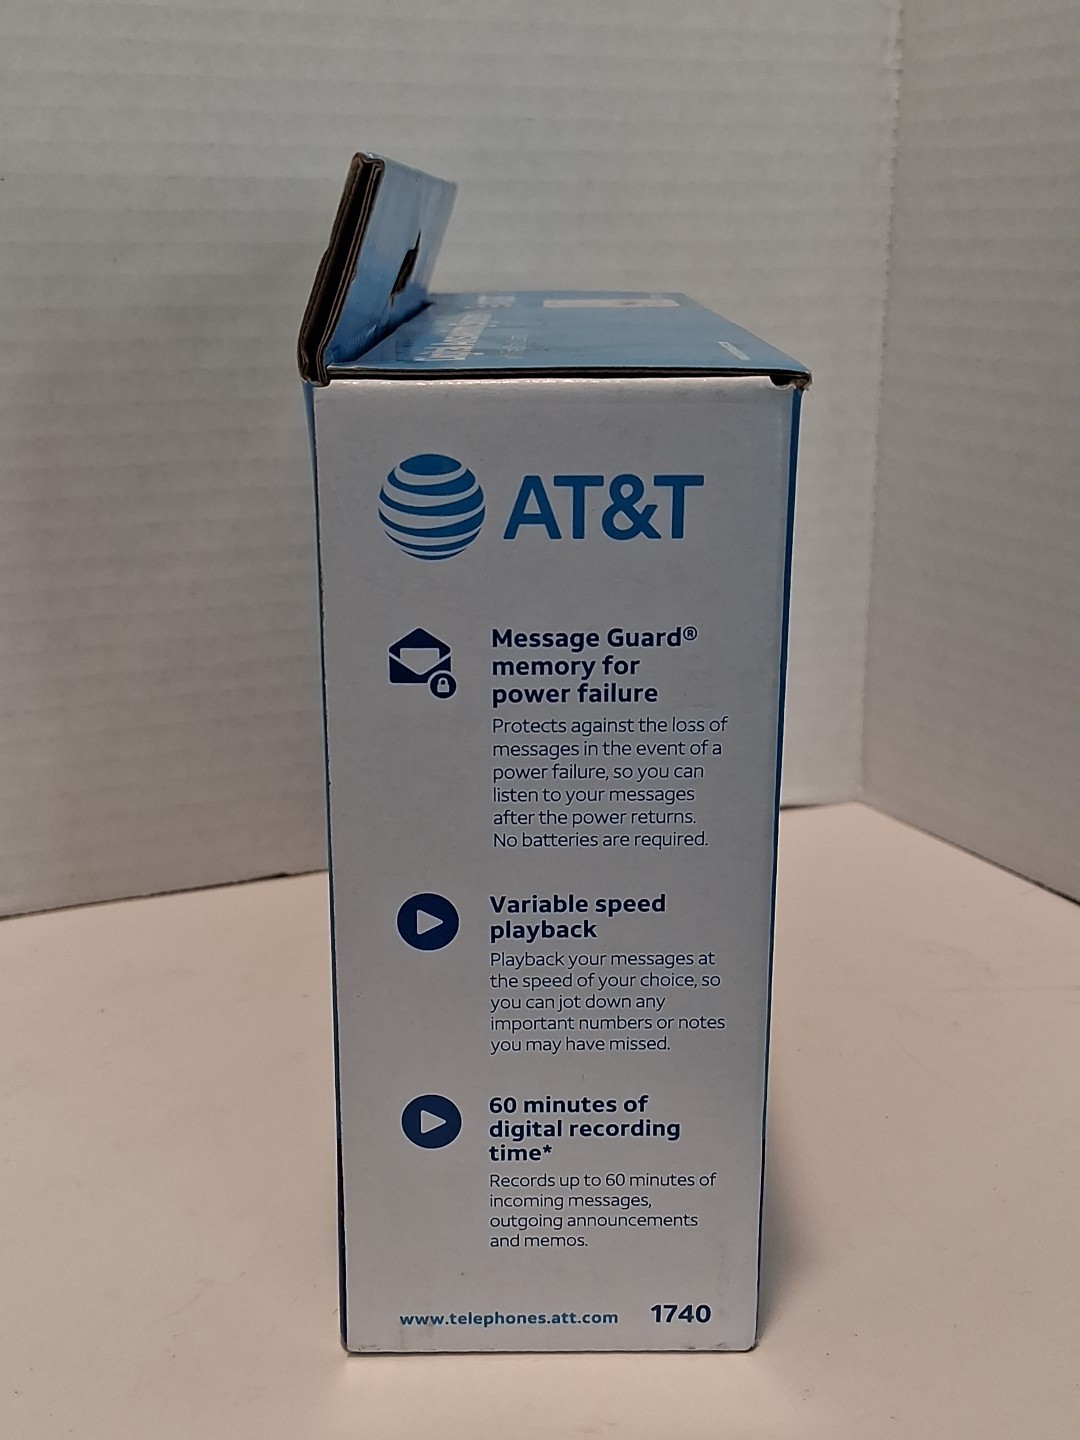 AT&T
Message Guard®
memory for
power failure
Protects against the loss of
messages in the event of a
power failure, so you can
listen to your messages
after the power returns.
No batteries are required.
Variable speed
playback
Playback your messages at
the speed of your choice, so
you can jot down any
important numbers or notes
you may have missed.
60 minutes of
digital recording
time*
Records up to 60 minutes of
incoming messages,
outgoing announcements
and memos.
www.telephones.att.com 1740